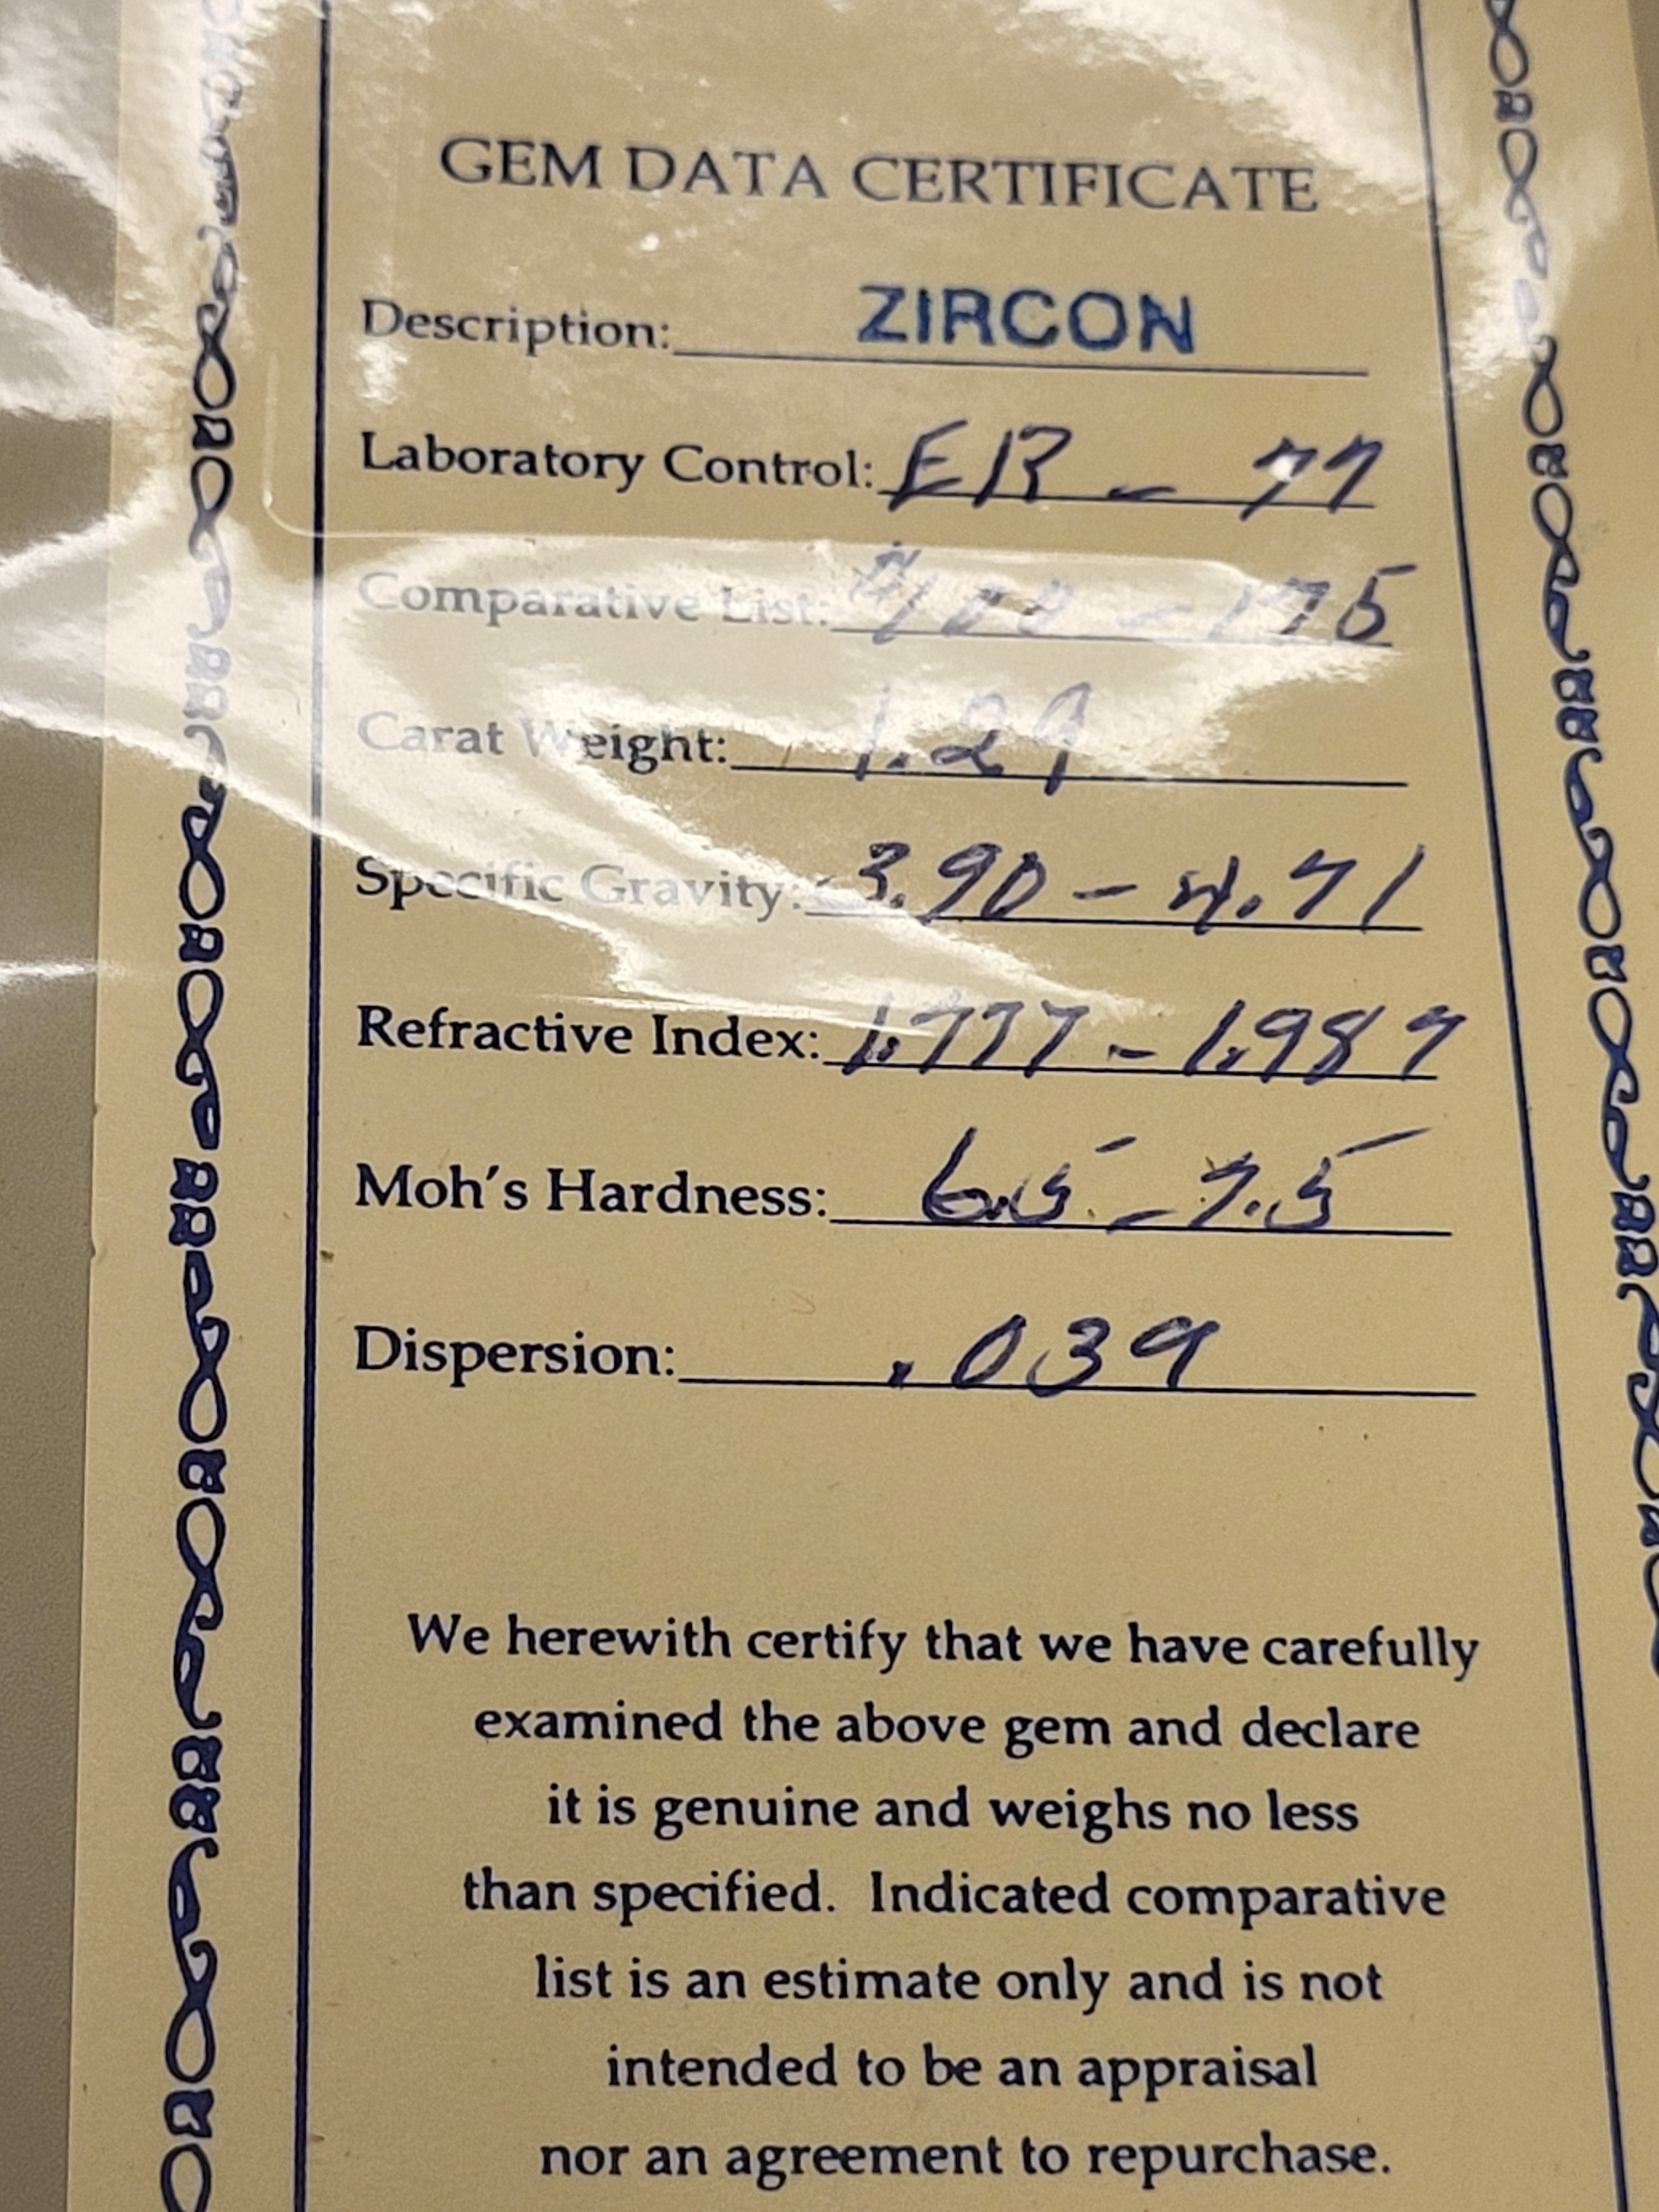 GEM DATA CERTIFICATE
Description: ZIRCON
Laboratory Control: ER - 77
Comparative List: $100 - 175
Carat Weight: 1.29
Specific Gravity: 3.90 - 4.71
Refractive Index: 1.777 - 1.987
Moh's Hardness: 6.5 - 7.5
Dispersion: .039
We herewith certify that we have carefully
examined the above gem and declare
it is genuine and weighs no less
than specified. Indicated comparative
list is an estimate only and is not
intended to be an appraisal
nor an agreement to repurchase.